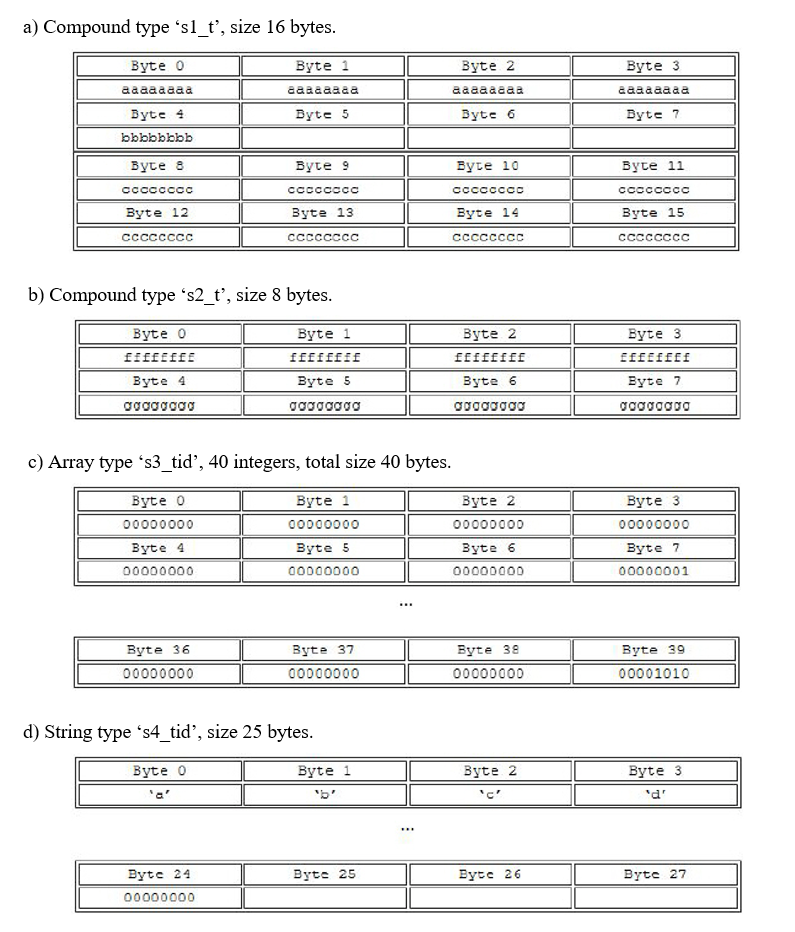 a) Compound type ‘s1_t’, size 16 bytes.
Byte 0 Byte 1 Byte 2 Byte 3
aaaaaaaa aaaaaaaa aaaaaaaa aaaaaaaa
Byte 4 Byte 5 Byte 6 Byte 7
bbbbbbbb
Byte 8 Byte 9 Byte 10 Byte 11
cccccccc cccccccc cccccccc cccccccc
Byte 12 Byte 13 Byte 14 Byte 15
cccccccc cccccccc cccccccc cccccccc
b) Compound type ‘s2_t’, size 8 bytes.
Byte 0 Byte 1 Byte 2 Byte 3
ffffffff ffffffff ffffffff ffffffff
Byte 4 Byte 5 Byte 6 Byte 7
gggggggg gggggggg gggggggg gggggggg
c) Array type ‘s3_tid’, 40 integers, total size 40 bytes.
Byte 0 Byte 1 Byte 2 Byte 3
00000000 00000000 00000000 00000000
Byte 4 Byte 5 Byte 6 Byte 7
00000000 00000000 00000000 00000001
...
Byte 36 Byte 37 Byte 38 Byte 39
00000000 00000000 00000000 00001010
d) String type ‘s4_tid’, size 25 bytes.
Byte 0 Byte 1 Byte 2 Byte 3
‘a’ ‘b’ ‘c’ ‘d’
...
Byte 24 Byte 25 Byte 26 Byte 27
00000000